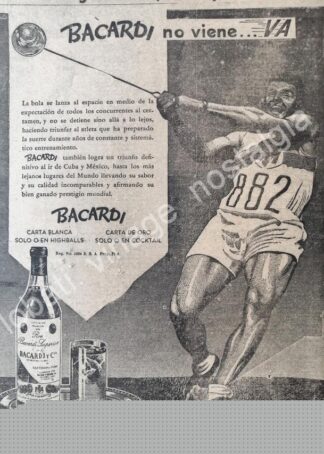 BACARDI no viene... VA
La bola se lanza al espacio en medio de la
expectación de todos los concurrentes al cer-
tamen, y no se detiene sino allá a lo lejos,
haciendo triunfar al atleta que ha preparado
la suerte durante años de constante y sistemá-
tico entrenamiento.
BACARDI también logra un triunfo defi-
nitivo al ir de Cuba y México, hasta los más
lejanos lugares del Mundo llevando su sabor
y su calidad incomparables y afirmando su
bien ganado prestigio mundial.
882
BACARDI
CARTA BLANCA
SOLO O EN HIGHBALLS
CARTA DE ORO
SOLO O EN COCKTAIL
Ron
Bacardi Superior
BACARDI Y Cía